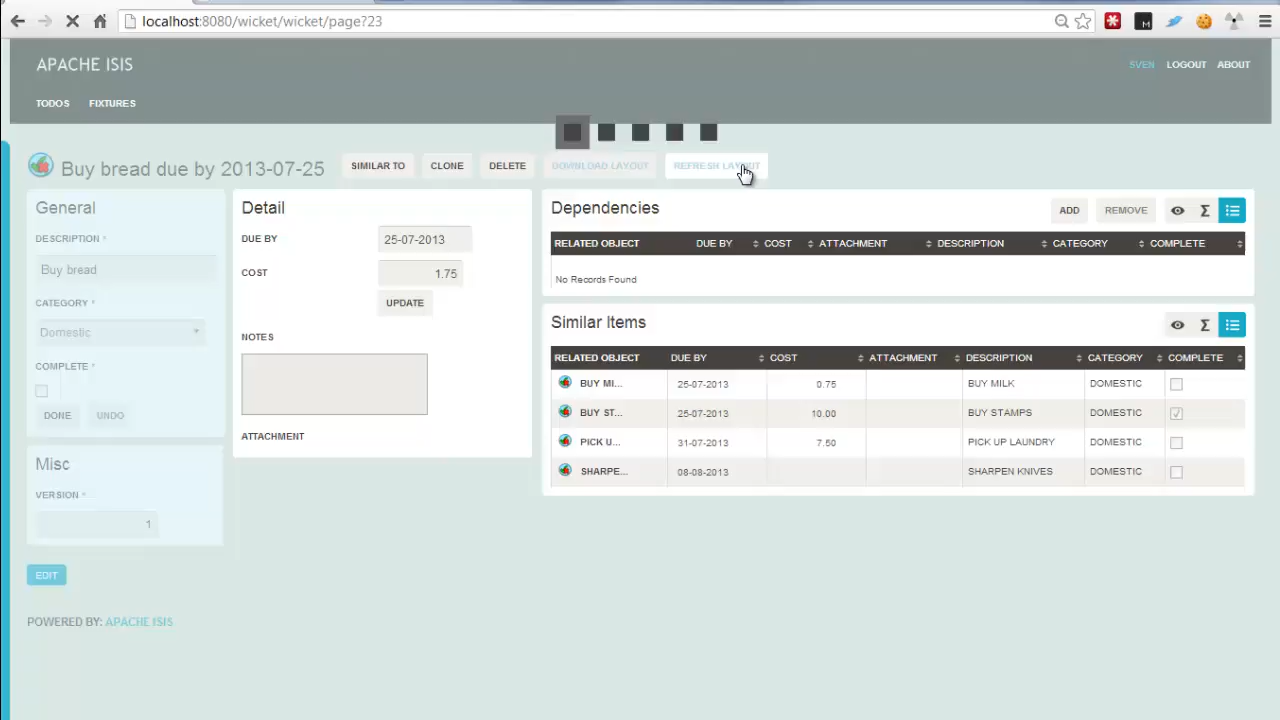 localhost:8080/wicket/wicket/page?23
APACHE ISIS
SVEN LOGOUT ABOUT
TODOS FIXTURES
Buy bread due by 2013-07-25 SIMILAR TO CLONE DELETE DOWNLOAD LAYOUT REFRESH LAYOUT
General
DESCRIPTION *
Buy bread
CATEGORY *
Domestic
COMPLETE *
DONE UNDO
Misc
VERSION *
1
EDIT
POWERED BY: APACHE ISIS
Detail
DUE BY 25-07-2013
COST 1.75
UPDATE
NOTES
ATTACHMENT
Dependencies ADD REMOVE Σ
RELATED OBJECT DUE BY COST ATTACHMENT DESCRIPTION CATEGORY COMPLETE
No Records Found
Similar Items Σ
RELATED OBJECT DUE BY COST ATTACHMENT DESCRIPTION CATEGORY COMPLETE
BUY MI... 25-07-2013 0.75 BUY MILK DOMESTIC
BUY ST... 25-07-2013 10.00 BUY STAMPS DOMESTIC
PICK U... 31-07-2013 7.50 PICK UP LAUNDRY DOMESTIC
SHARPE... 08-08-2013 SHARPEN KNIVES DOMESTIC